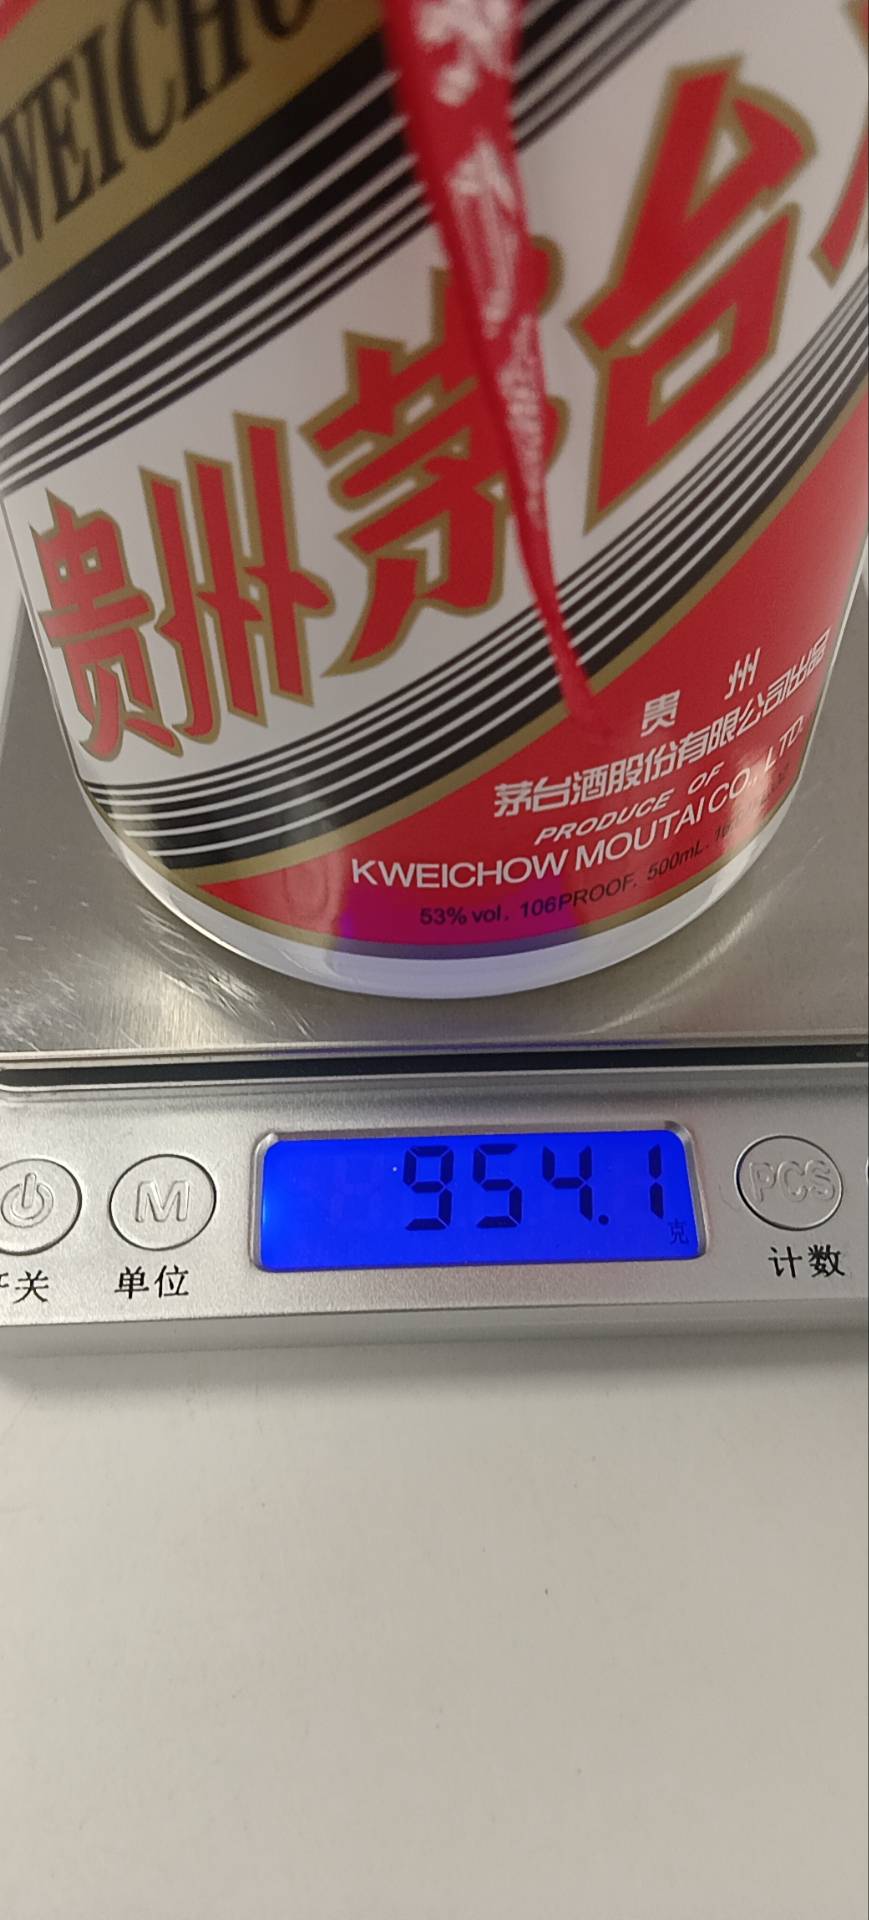 WEICHO
贵州茅台
贵州
茅台酒股份有限公司出品
PRODUCE OF
KWEICHOW MOUTAI CO., LTD.
53% vol. 106PROOF. 500mL.
954.1
克
M
PCS
关
单位
计数